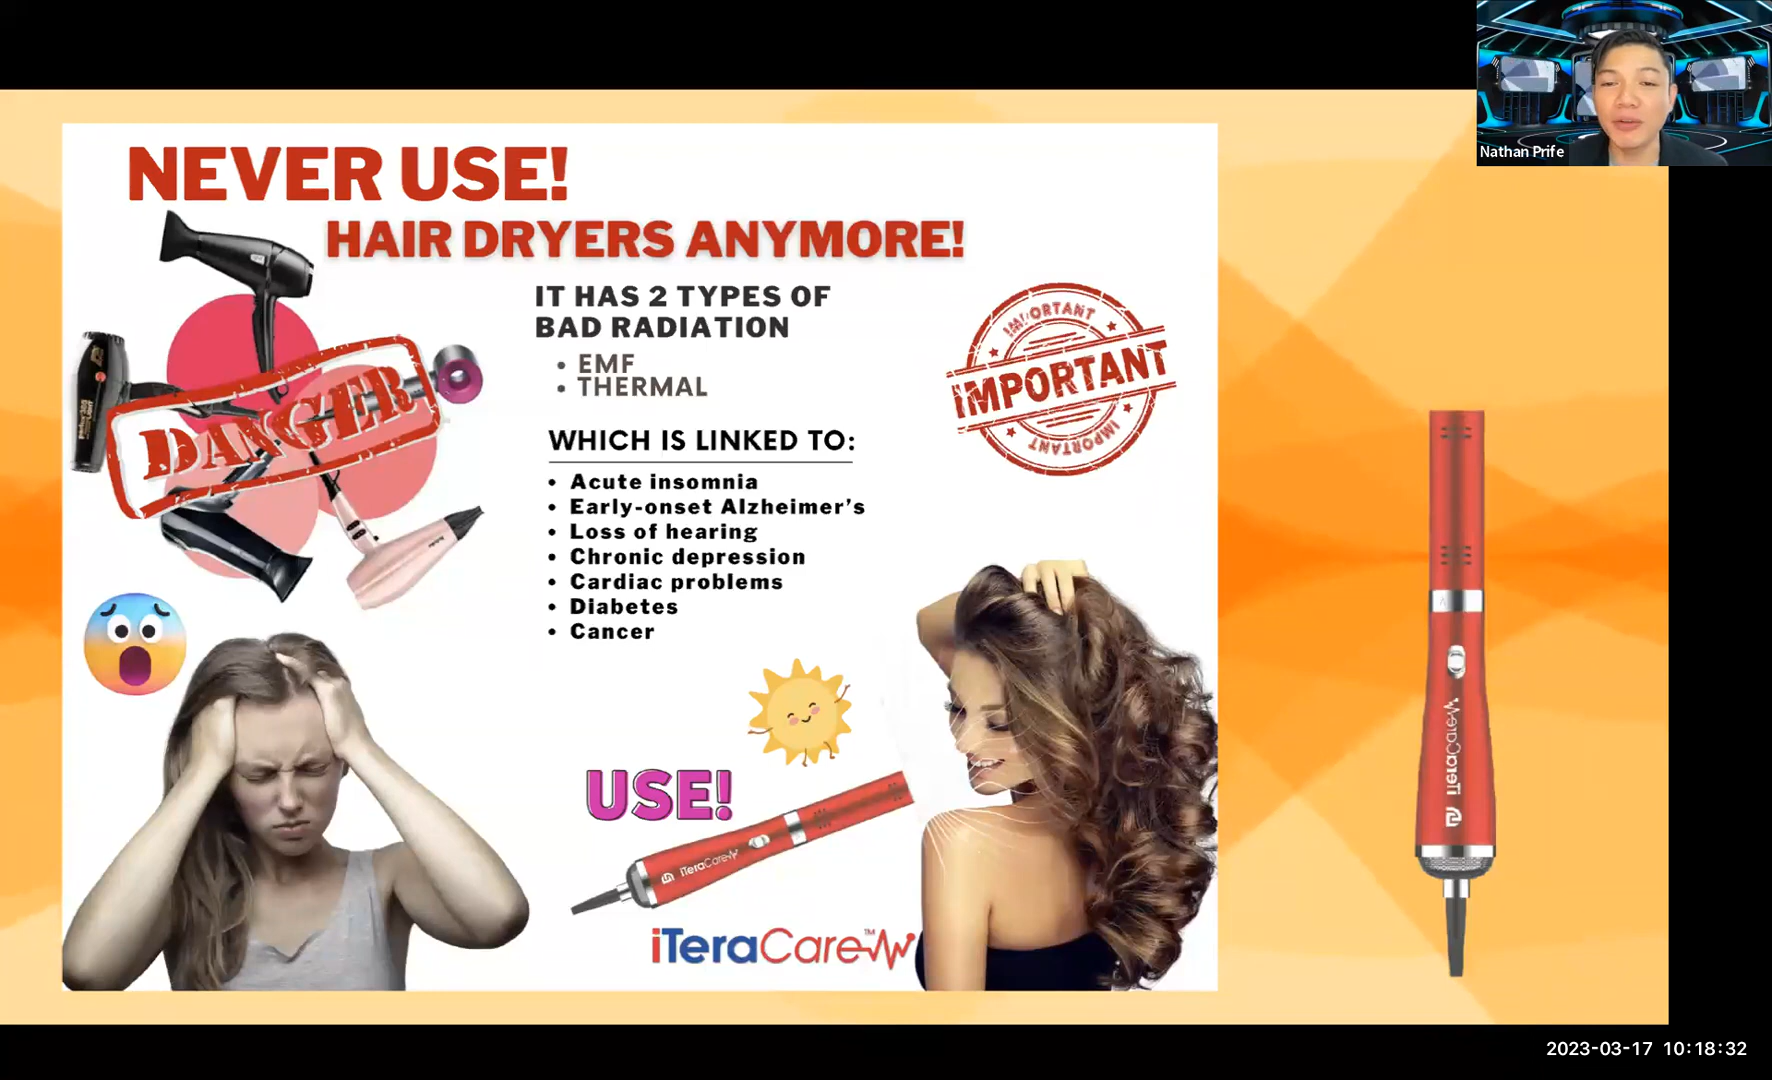 Nathan Prife
NEVER USE!
HAIR DRYERS ANYMORE!
IT HAS 2 TYPES OF
BAD RADIATION
• EMF
• THERMAL
WHICH IS LINKED TO:
• Acute insomnia
• Early-onset Alzheimer's
• Loss of hearing
• Chronic depression
• Cardiac problems
• Diabetes
• Cancer
DANGER
IMPORTANT
IMPORTANT
IMPORTANT
USE!
iTeraCare
iTeraCare™
iTeraCare
2023-03-17 10:18:32